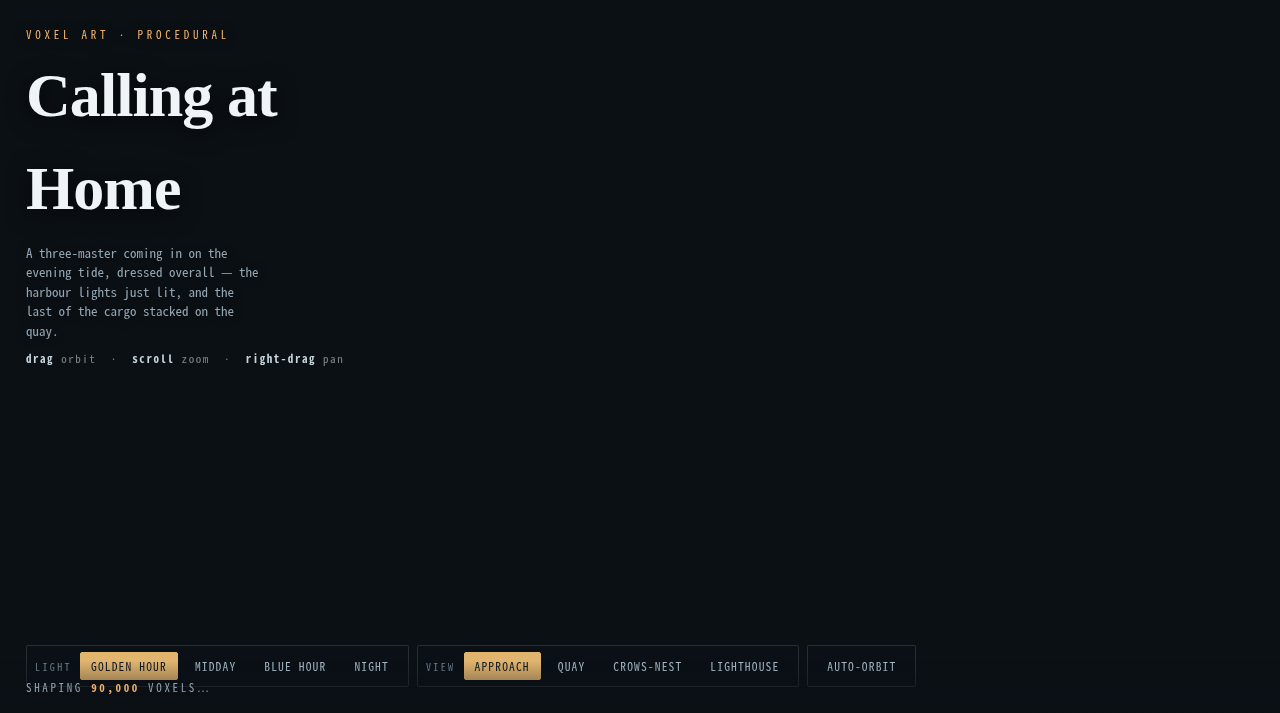 VOXEL ART · PROCEDURAL
Calling at
Home
A three-master coming in on the
evening tide, dressed overall — the
harbour lights just lit, and the
last of the cargo stacked on the
quay.
drag orbit · scroll zoom · right-drag pan
LIGHT GOLDEN HOUR MIDDAY BLUE HOUR NIGHT VIEW APPROACH QUAY CROWS-NEST LIGHTHOUSE AUTO-ORBIT
SHAPING 90,000 VOXELS…